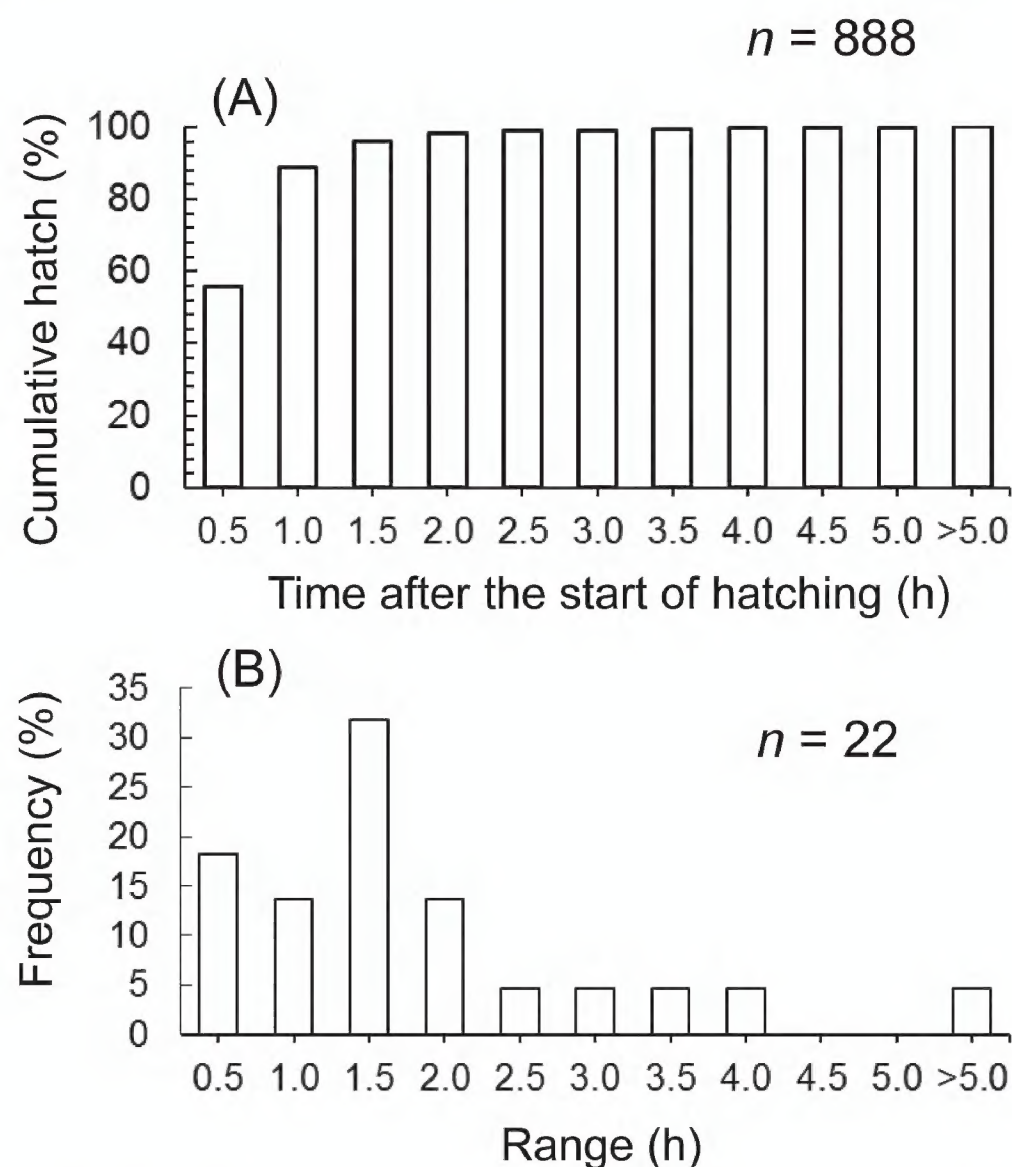 n = 888
(A)
Cumulative hatch (%)
100
80
60
40
20
0
0.5 1.0 1.5 2.0 2.5 3.0 3.5 4.0 4.5 5.0 >5.0
Time after the start of hatching (h)
(B)
n = 22
Frequency (%)
35
30
25
20
15
10
5
0
0.5 1.0 1.5 2.0 2.5 3.0 3.5 4.0 4.5 5.0 >5.0
Range (h)